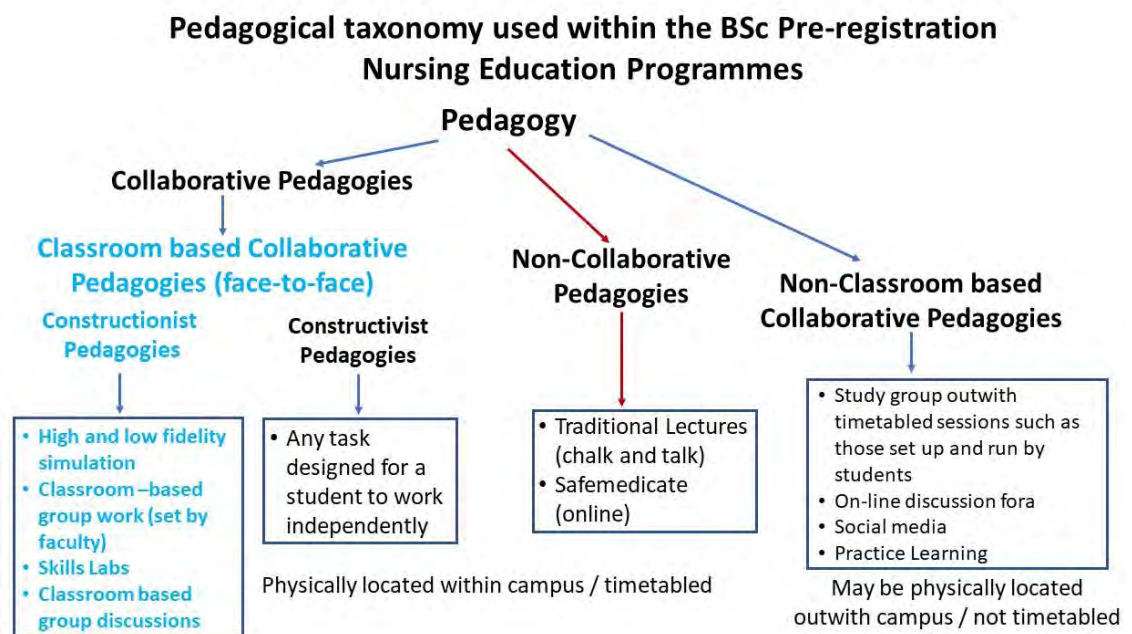 Pedagogical taxonomy used within the BSc Pre-registration
Nursing Education Programmes
Pedagogy
Collaborative Pedagogies
Classroom based Collaborative
Pedagogies (face-to-face)
Constructionist
Pedagogies
Constructivist
Pedagogies
Non-Collaborative
Pedagogies
Non-Classroom based
Collaborative Pedagogies
• High and low fidelity
simulation
• Classroom –based
group work (set by
faculty)
• Skills Labs
• Classroom based
group discussions
• Any task
designed for a
student to work
independently
• Traditional Lectures
(chalk and talk)
• Safemedicate
(online)
• Study group outwith
timetabled sessions such as
those set up and run by
students
• On-line discussion fora
• Social media
• Practice Learning
Physically located within campus / timetabled
May be physically located
outwith campus / not timetabled